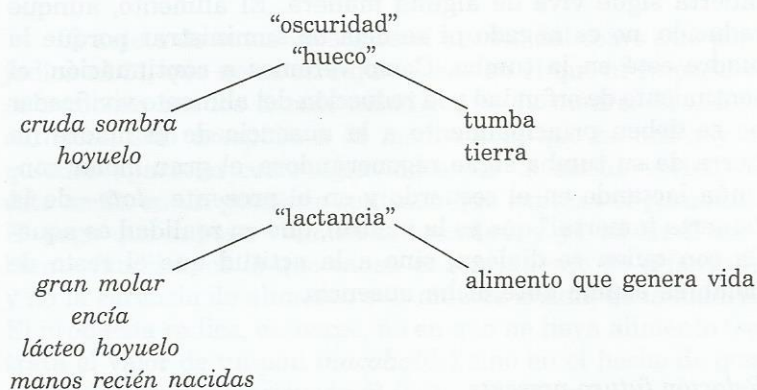 “oscuridad”
“hueco”
cruda sombra
hoyuelo
tumba
tierra
“lactancia”
gran molar
encía
lácteo hoyuelo
manos recién nacidas
alimento que genera vida